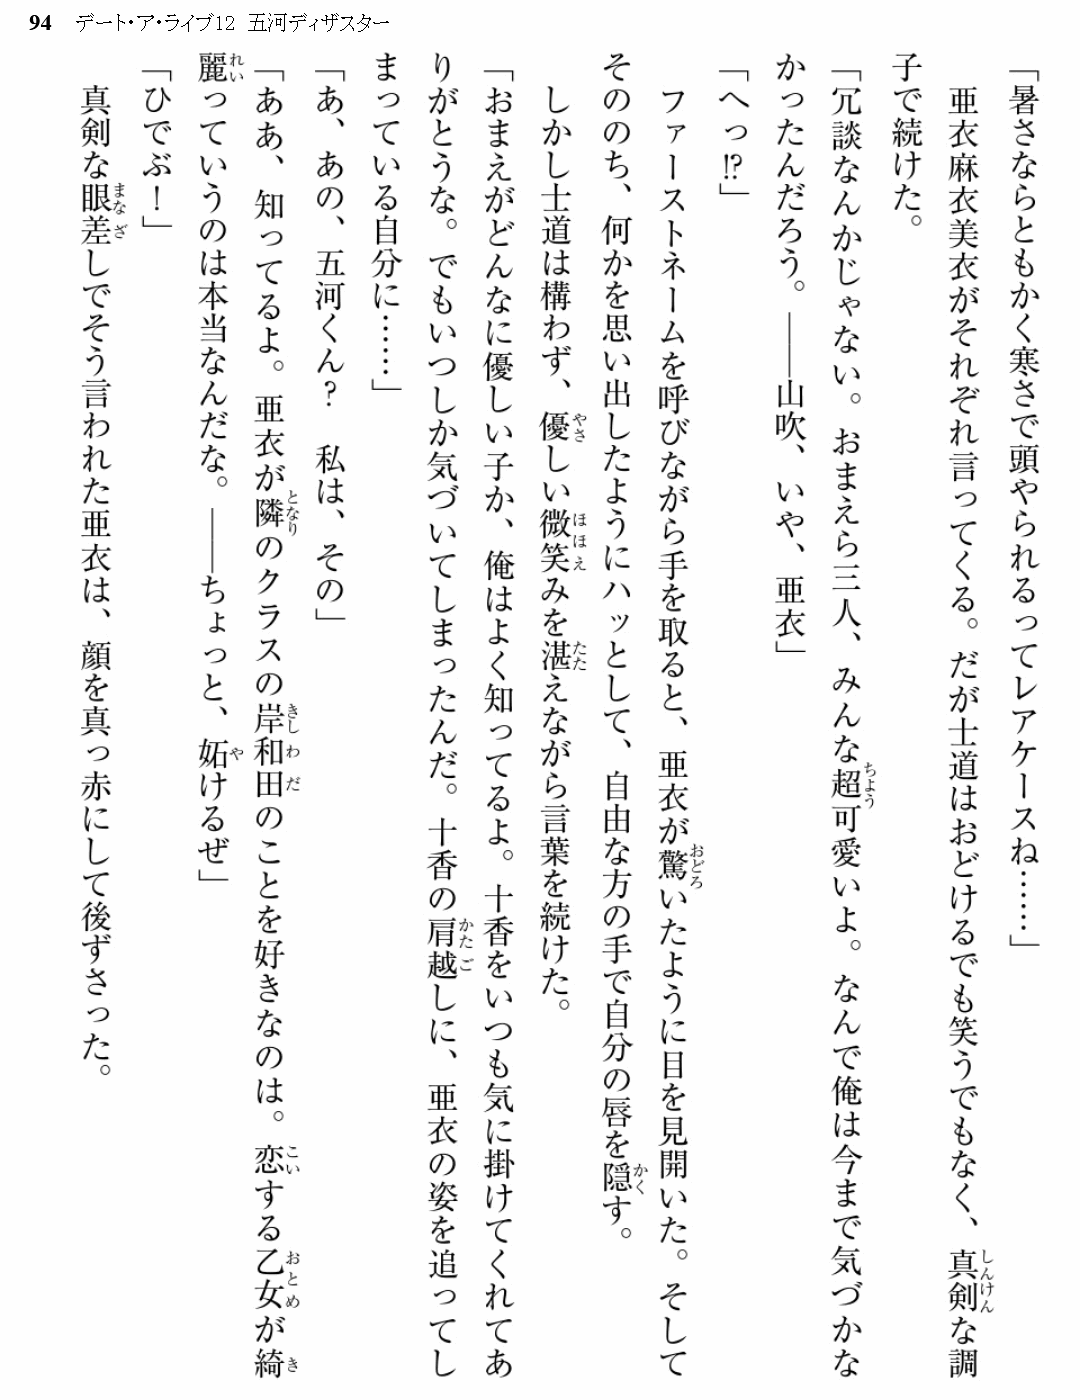 94 デート・ア・ライブ12 五河ディザスター
「暑さならともかく寒さで頭やられるってレアケースね……」
亜衣麻衣美衣がそれぞれ言ってくる。だが士道はおどけるでも笑うでもなく、真剣な調
子で続けた。
「冗談なんかじゃない。おまえら三人、みんな超可愛いよ。なんで俺は今まで気づかな
かったんだろう。――山吹、いや、亜衣」
「へっ!?」
ファーストネームを呼びながら手を取ると、亜衣が驚いたように目を見開いた。そして
そののち、何かを思い出したようにハッとして、自由な方の手で自分の唇を隠す。
しかし士道は構わず、優しい微笑みを湛えながら言葉を続けた。
「おまえがどんなに優しい子か、俺はよく知ってるよ。十香をいつも気に掛けてくれてあ
りがとうな。でもいつしか気づいてしまったんだ。十香の肩越しに、亜衣の姿を追ってし
まっている自分に……」
「あ、あの、五河くん？　私は、その」
「ああ、知ってるよ。亜衣が隣のクラスの岸和田のことを好きなのは。恋する乙女が綺
麗っていうのは本当なんだな。――ちょっと、妬けるぜ」
「ひでぶ！」
真剣な眼差しでそう言われた亜衣は、顔を真っ赤にして後ずさった。